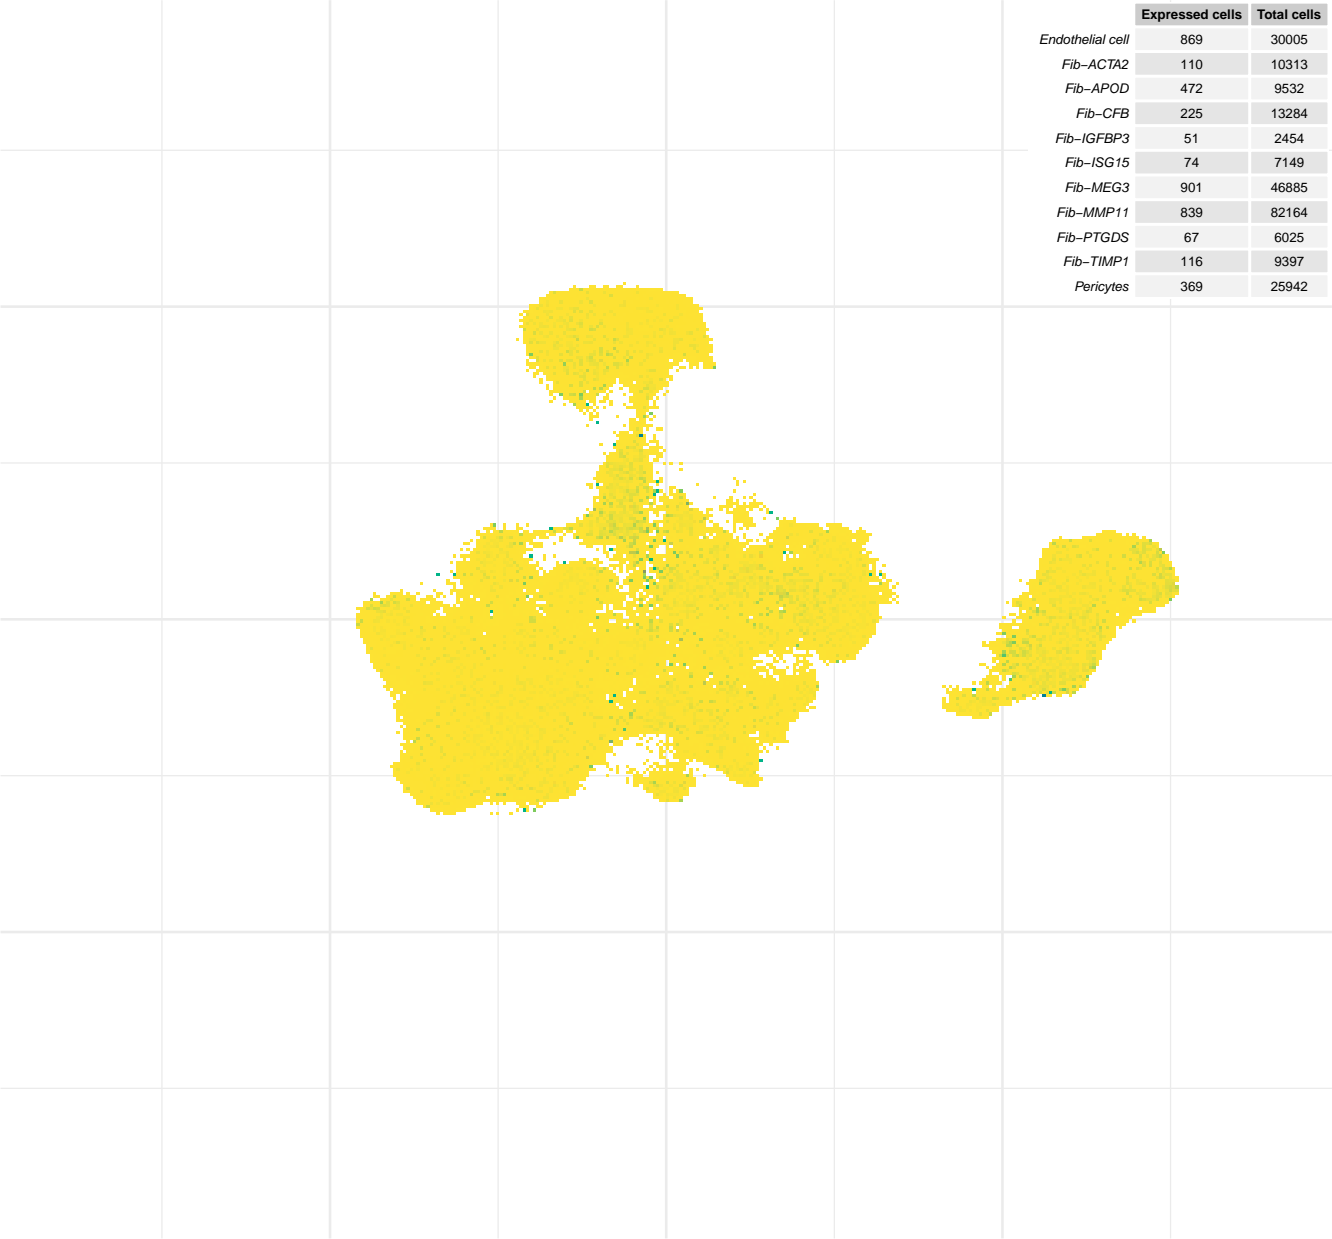 Expressed cells Total cells
Endothelial cell 869 30005
Fib−ACTA2 110 10313
Fib−APOD 472 9532
Fib−CFB 225 13284
Fib−IGFBP3 51 2454
Fib−ISG15 74 7149
Fib−MEG3 901 46885
Fib−MMP11 839 82164
Fib−PTGDS 67 6025
Fib−TIMP1 116 9397
Pericytes 369 25942